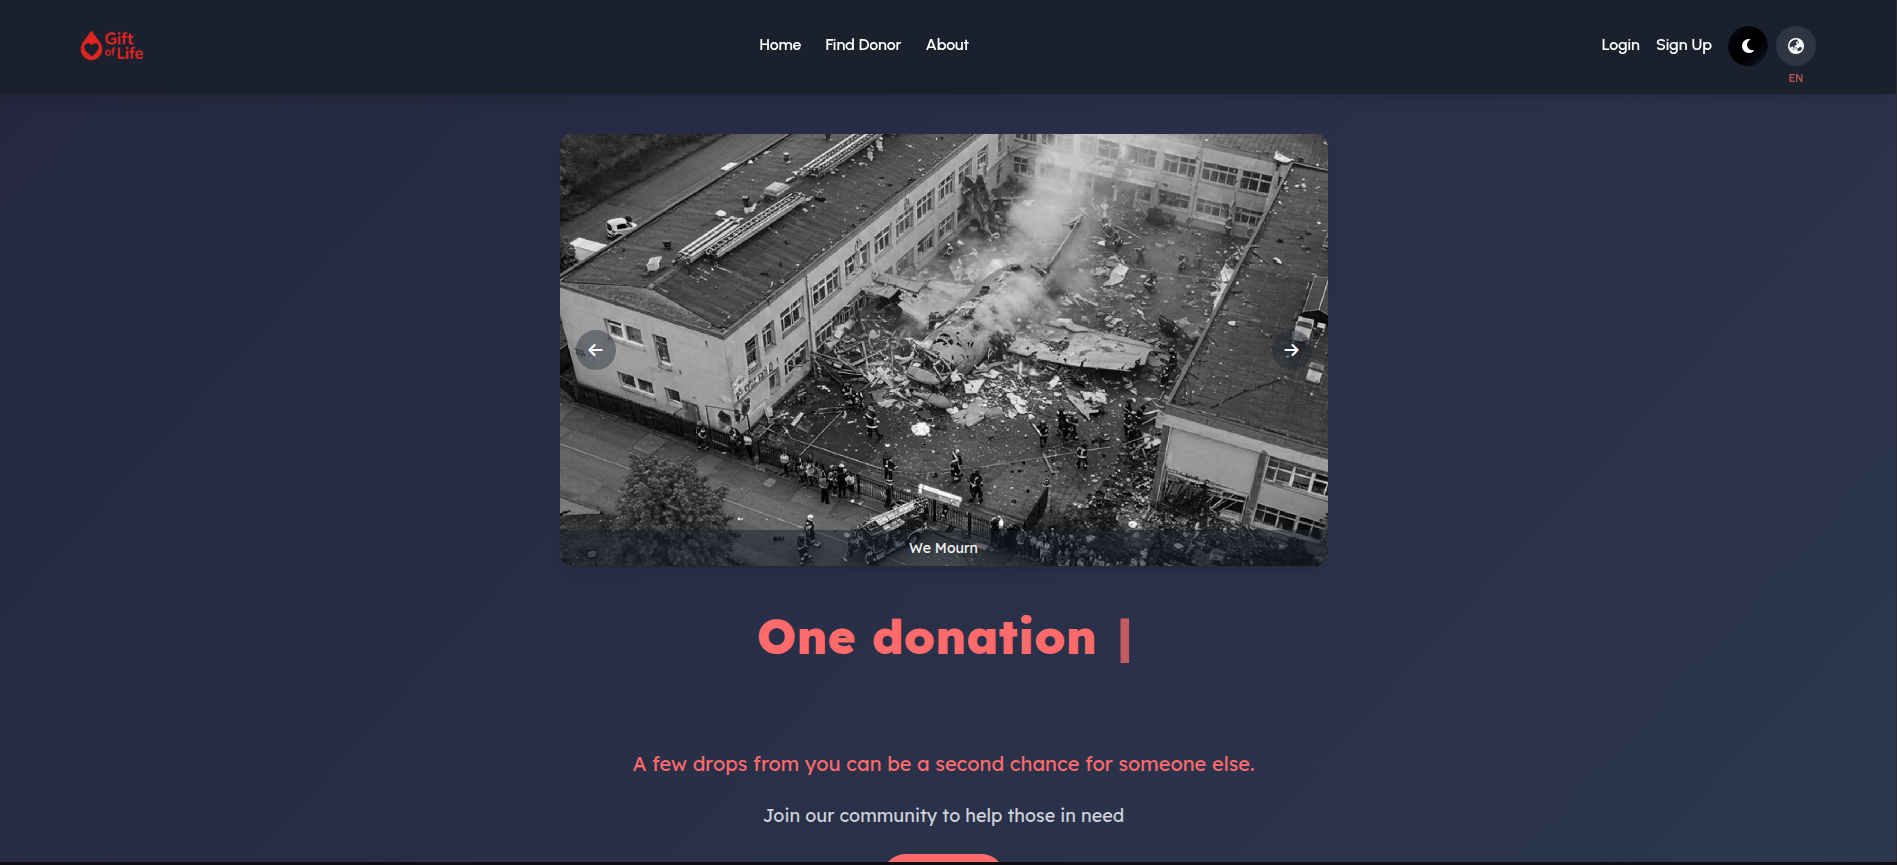 Gift
of Life
Home Find Donor About
Login Sign Up
EN
We Mourn
One donation
A few drops from you can be a second chance for someone else.
Join our community to help those in need